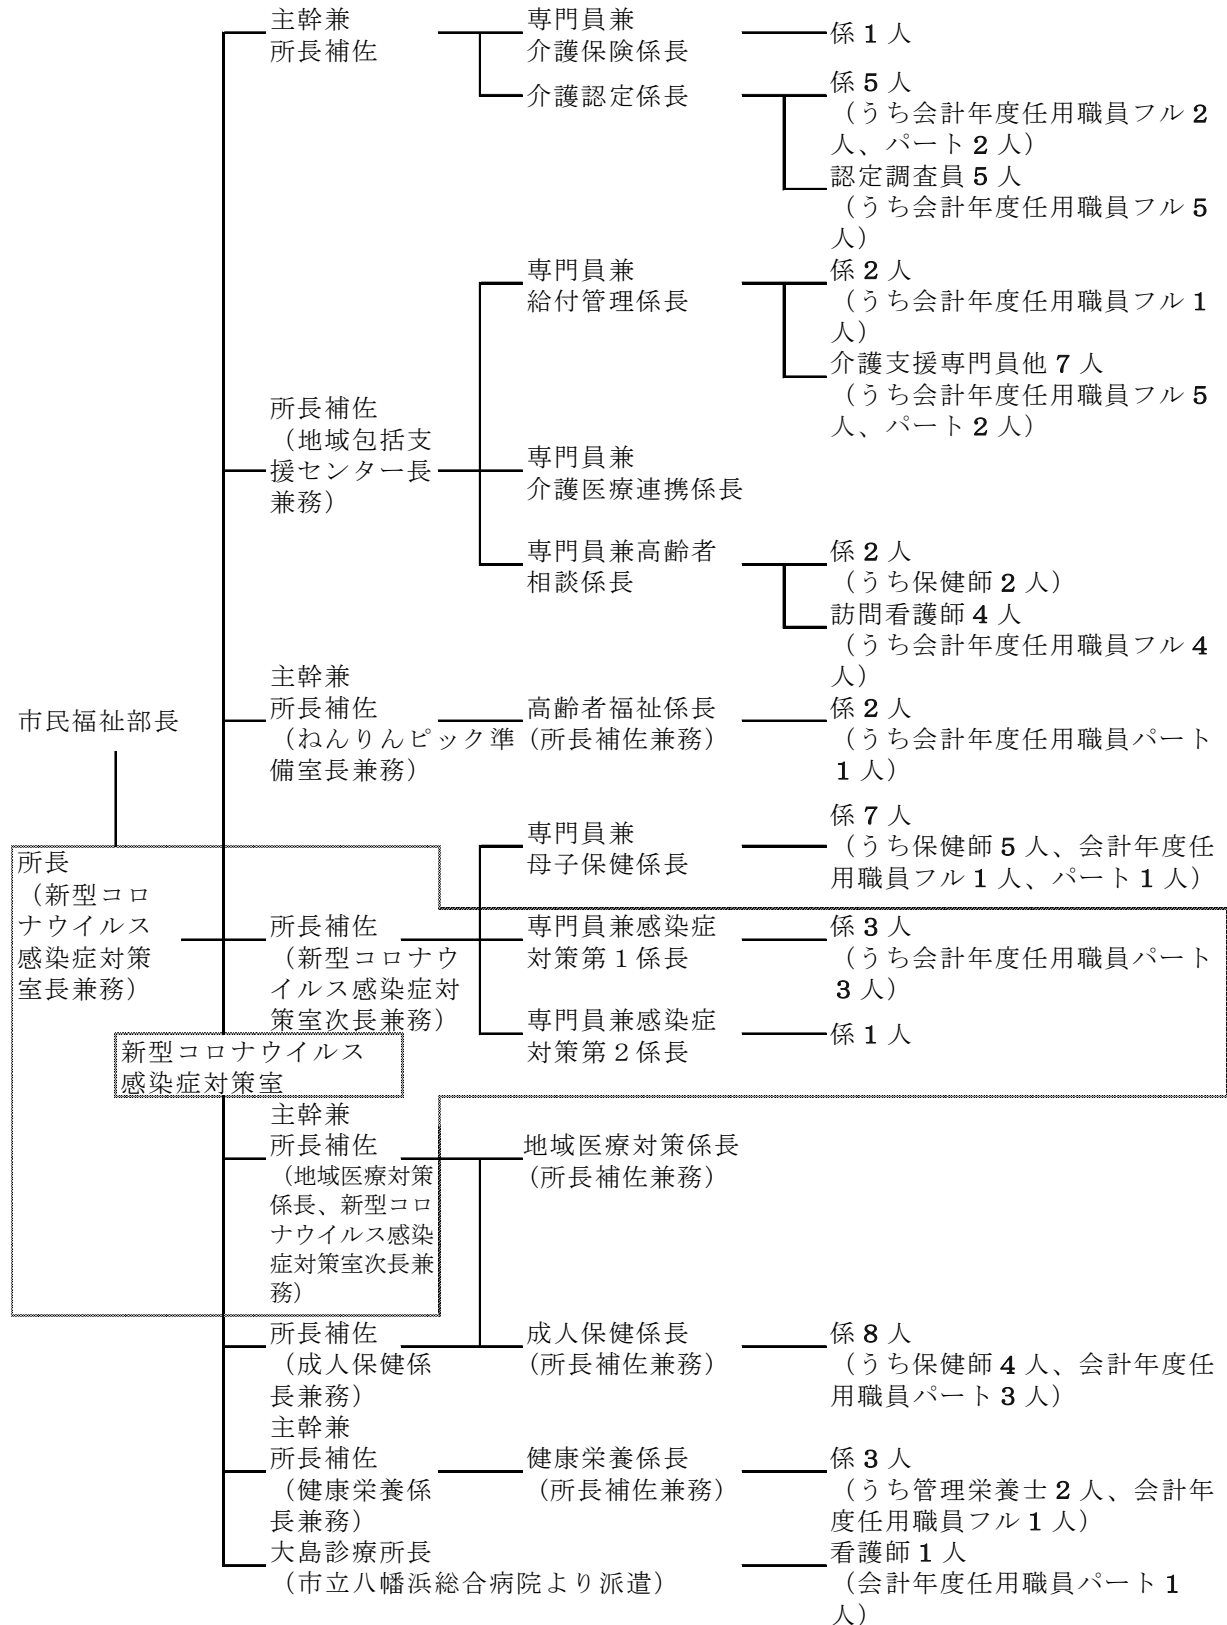 主幹兼
所長補佐
専門員兼
介護保険係長
係 1 人
介護認定係長
係 5 人
（うち会計年度任用職員フル 2
人、パート 2 人）
認定調査員 5 人
（うち会計年度任用職員フル 5
人）
専門員兼
給付管理係長
係 2 人
（うち会計年度任用職員フル 1
人）
介護支援専門員他 7 人
（うち会計年度任用職員フル 5
人、パート 2 人）
所長補佐
（地域包括支
援センター長
兼務）
専門員兼
介護医療連携係長
専門員兼高齢者
相談係長
係 2 人
（うち保健師 2 人）
訪問看護師 4 人
（うち会計年度任用職員フル 4
人）
市民福祉部長
主幹兼
所長補佐
（ねんりんピック準
備室長兼務）
高齢者福祉係長
（所長補佐兼務）
係 2 人
（うち会計年度任用職員パート
1 人）
専門員兼
母子保健係長
係 7 人
（うち保健師 5 人、会計年度任
用職員フル 1 人、パート 1 人）
所長
（新型コロ
ナウイルス
感染症対策
室長兼務）
所長補佐
（新型コロナウ
イルス感染症対
策室次長兼務）
専門員兼感染症
対策第１係長
係 3 人
（うち会計年度任用職員パート
3 人）
専門員兼感染症
対策第２係長
係 1 人
新型コロナウイルス
感染症対策室
主幹兼
所長補佐
（地域医療対策
係長、新型コロ
ナウイルス感染
症対策室次長兼
務）
地域医療対策係長
（所長補佐兼務）
所長補佐
（成人保健係
長兼務）
成人保健係長
（所長補佐兼務）
係 8 人
（うち保健師 4 人、会計年度任
用職員パート 3 人）
主幹兼
所長補佐
（健康栄養係
長兼務）
健康栄養係長
（所長補佐兼務）
係 3 人
（うち管理栄養士 2 人、会計年
度任用職員フル 1 人）
大島診療所長
（市立八幡浜総合病院より派遣）
看護師 1 人
（会計年度任用職員パート 1
人）